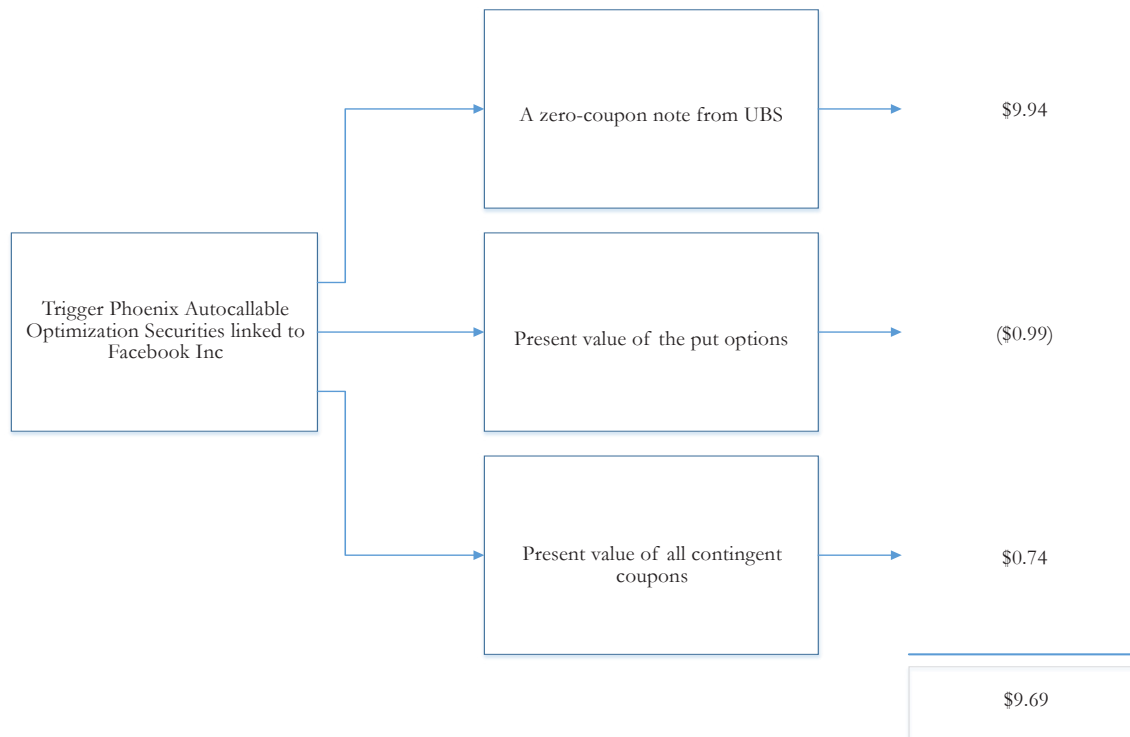 A zero-coupon note from UBS
$9.94
Trigger Phoenix Autocallable
Optimization Securities linked to
Facebook Inc
Present value of the put options
($0.99)
Present value of all contingent
coupons
$0.74
$9.69